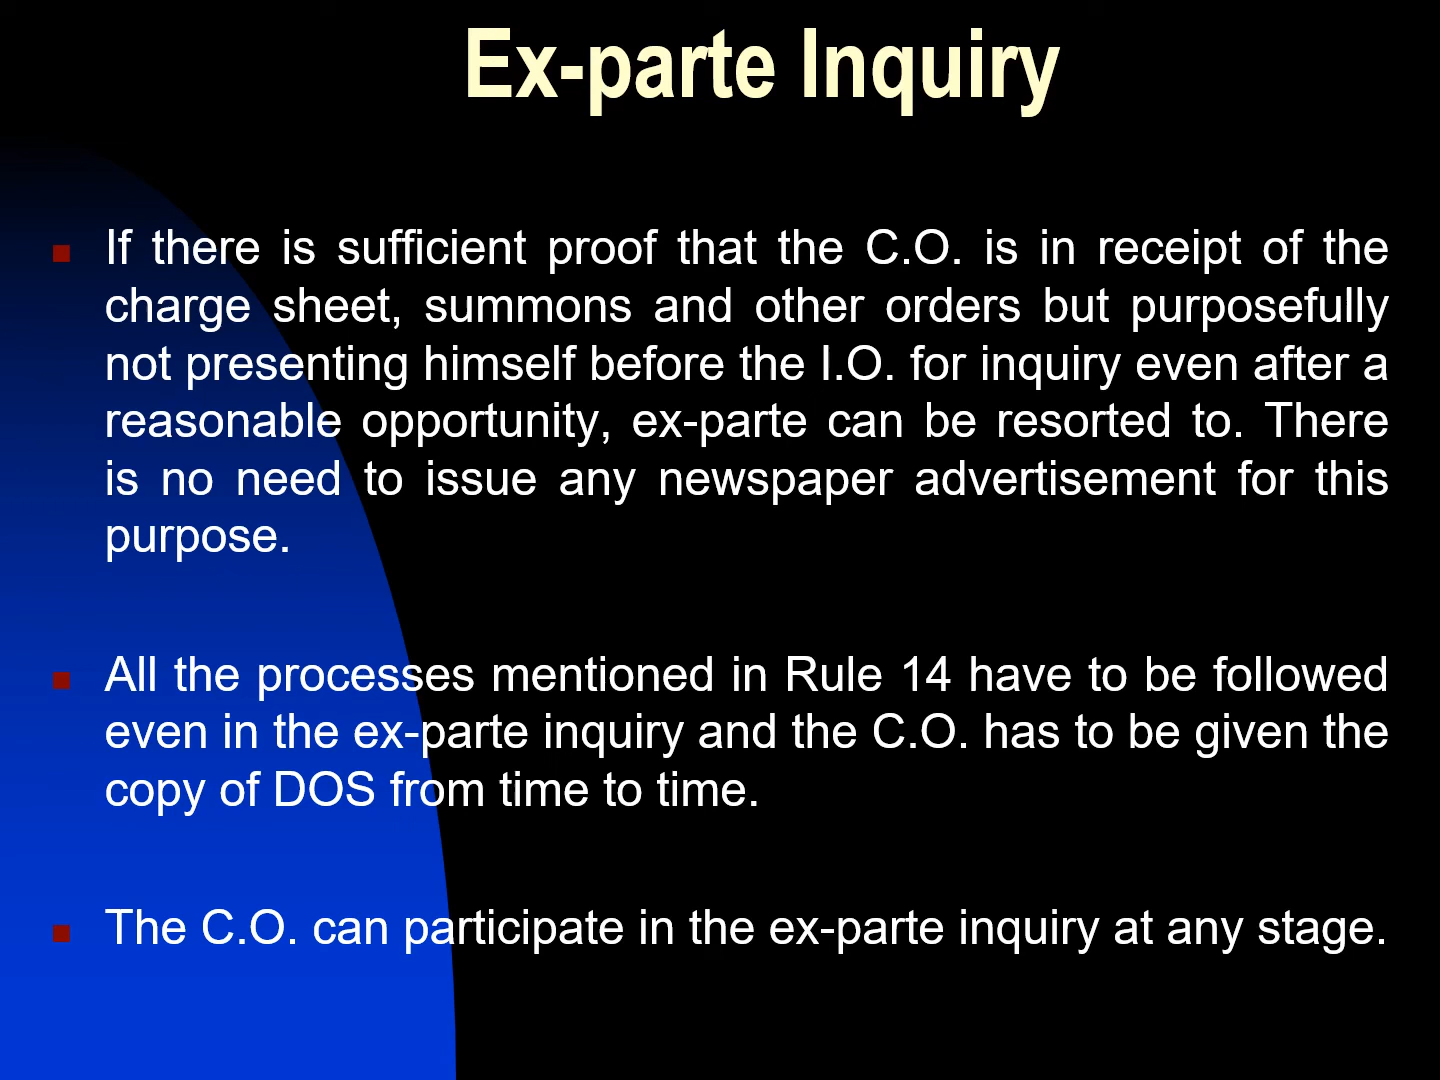 Ex-parte Inquiry
If there is sufficient proof that the C.O. is in receipt of the
charge sheet, summons and other orders but purposefully
not presenting himself before the I.O. for inquiry even after a
reasonable opportunity, ex-parte can be resorted to. There
is no need to issue any newspaper advertisement for this
purpose.
All the processes mentioned in Rule 14 have to be followed
even in the ex-parte inquiry and the C.O. has to be given the
copy of DOS from time to time.
The C.O. can participate in the ex-parte inquiry at any stage.